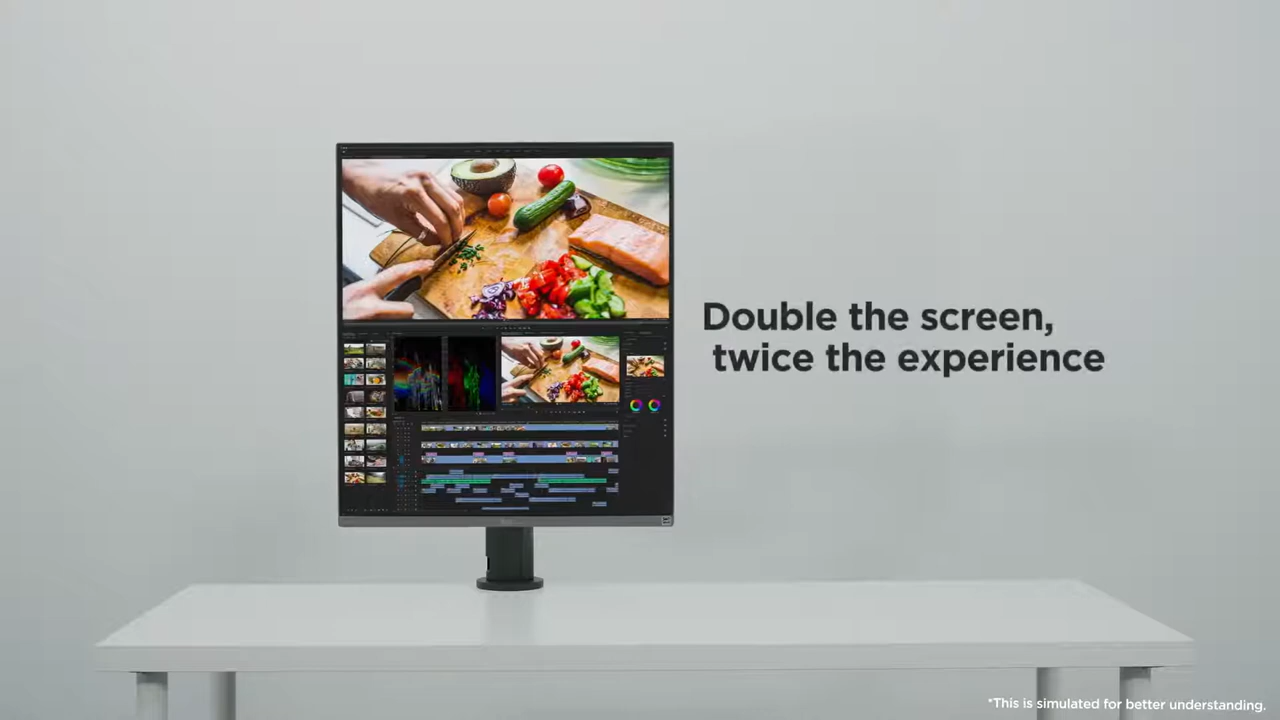 Double the screen,
twice the experience
*This is simulated for better understanding.